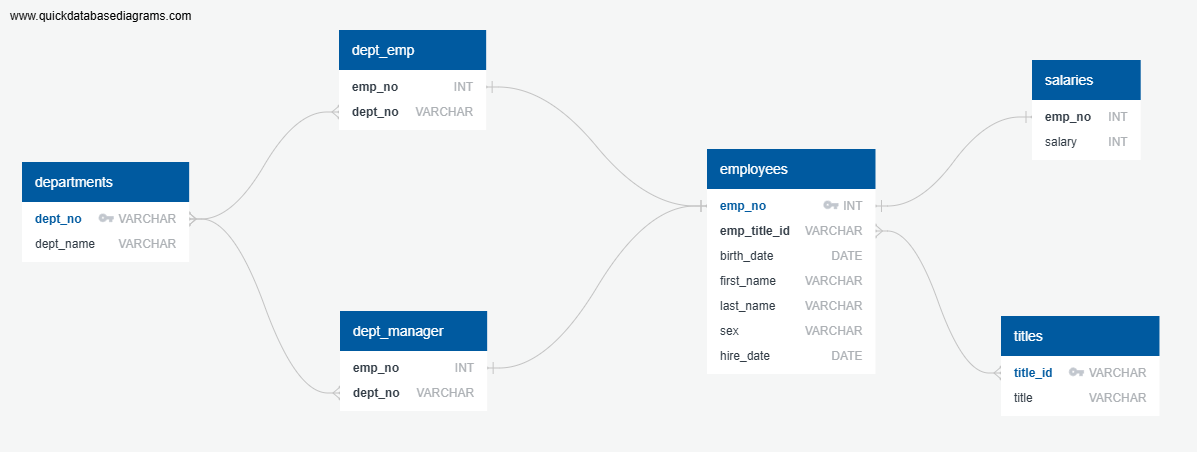 www.quickdatabasediagrams.com
dept_emp
emp_no INT
dept_no VARCHAR
departments
dept_no VARCHAR
dept_name VARCHAR
dept_manager
emp_no INT
dept_no VARCHAR
employees
emp_no INT
emp_title_id VARCHAR
birth_date DATE
first_name VARCHAR
last_name VARCHAR
sex VARCHAR
hire_date DATE
salaries
emp_no INT
salary INT
titles
title_id VARCHAR
title VARCHAR